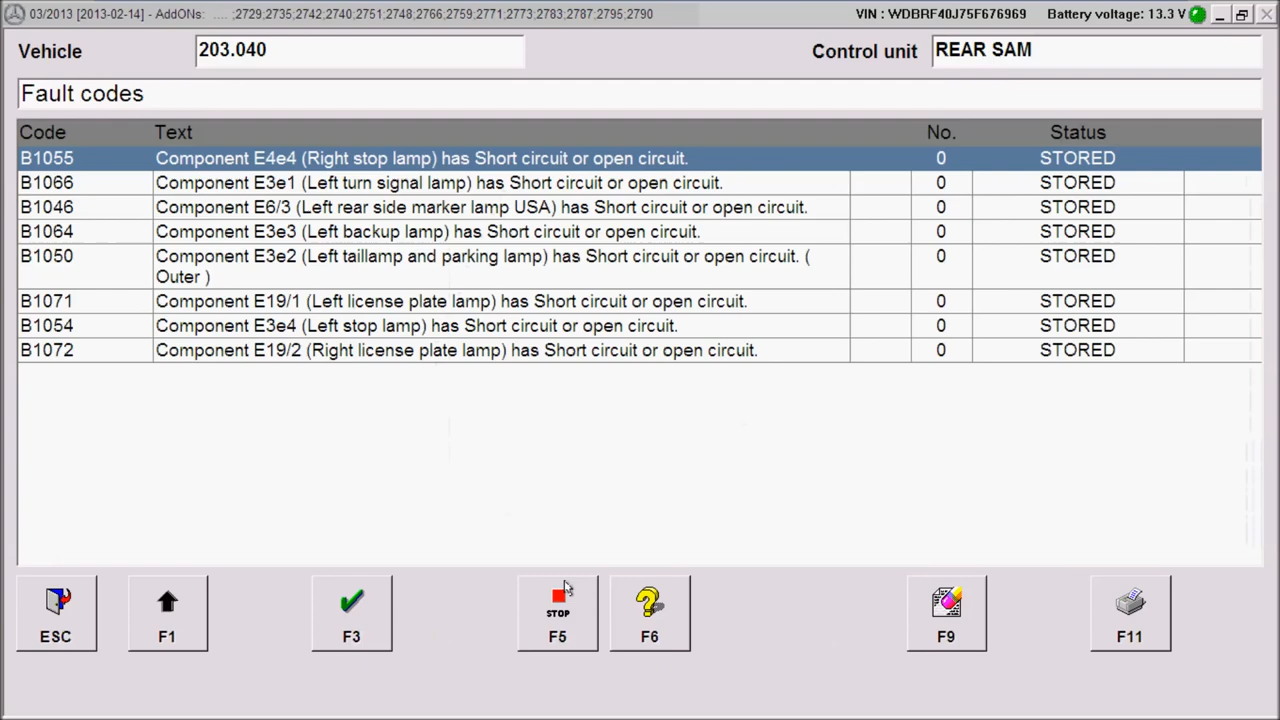 03/2013 [2013-02-14] - AddONs: .... ;2729;2735;2742;2740;2751;2748;2766;2759;2771;2773;2783;2787;2795;2790 VIN : WDBRF40J75F676969 Battery voltage: 13.3 V
Vehicle 203.040 Control unit REAR SAM
Fault codes
Code Text No. Status
B1055 Component E4e4 (Right stop lamp) has Short circuit or open circuit. 0 STORED
B1066 Component E3e1 (Left turn signal lamp) has Short circuit or open circuit. 0 STORED
B1046 Component E6/3 (Left rear side marker lamp USA) has Short circuit or open circuit. 0 STORED
B1064 Component E3e3 (Left backup lamp) has Short circuit or open circuit. 0 STORED
B1050 Component E3e2 (Left taillamp and parking lamp) has Short circuit or open circuit. ( 0 STORED
Outer )
B1071 Component E19/1 (Left license plate lamp) has Short circuit or open circuit. 0 STORED
B1054 Component E3e4 (Left stop lamp) has Short circuit or open circuit. 0 STORED
B1072 Component E19/2 (Right license plate lamp) has Short circuit or open circuit. 0 STORED
STOP
ESC F1 F3 F5 F6 F9 F11